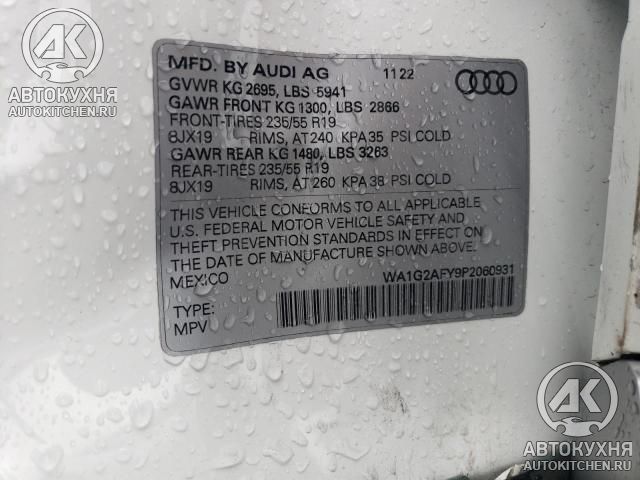 MFD. BY AUDI AG 11 22
GVWR KG 2695, LBS 5941
GAWR FRONT KG 1300, LBS 2866
FRONT-TIRES 235/55 R19
8JX19 RIMS, AT 240 KPA 35 PSI COLD
GAWR REAR KG 1480, LBS 3263
REAR-TIRES 235/55 R19
8JX19 RIMS, AT 260 KPA 38 PSI COLD
THIS VEHICLE CONFORMS TO ALL APPLICABLE
U.S. FEDERAL MOTOR VEHICLE SAFETY AND
THEFT PREVENTION STANDARDS IN EFFECT ON
THE DATE OF MANUFACTURE SHOWN ABOVE.
MEXICO WA1G2AFY9P2060931
TYPE:
MPV
АК
АВТОКУХНЯ
AUTOKITCHEN.RU
АК
АВТОКУХНЯ
AUTOKITCHEN.RU